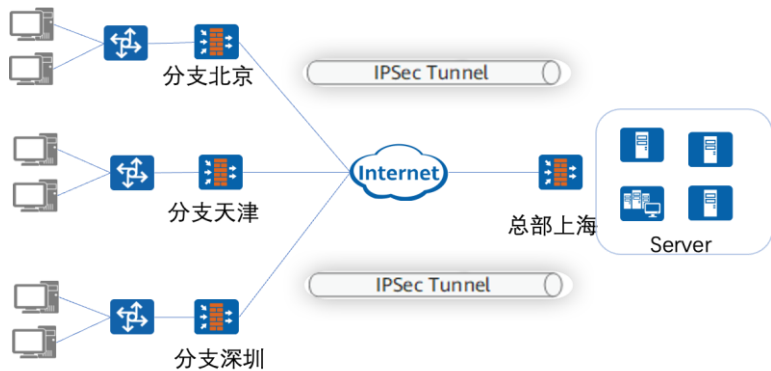 分支北京
IPSec Tunnel
Internet
分支天津
总部上海
Server
IPSec Tunnel
分支深圳